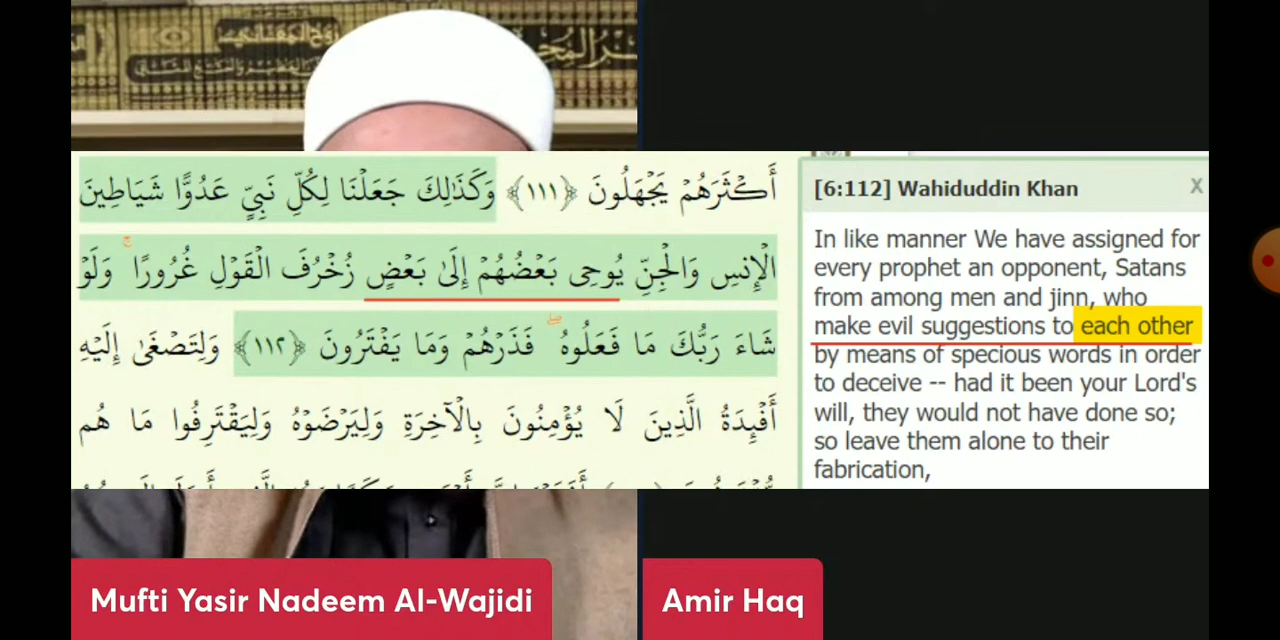 أَكْثَرَهُمْ يَجْهَلُونَ ﴿١١١﴾ وَكَذَٰلِكَ جَعَلْنَا لِكُلِّ نَبِيٍّ عَدُوًّا شَيَاطِينَ
الْإِنسِ وَالْجِنِّ يُوحِي بَعْضُهُمْ إِلَىٰ بَعْضٍ زُخْرُفَ الْقَوْلِ غُرُورًا ۚ وَلَوْ
شَاءَ رَبُّكَ مَا فَعَلُوهُ ۖ فَذَرْهُمْ وَمَا يَفْتَرُونَ ﴿١١٢﴾ وَلِتَصْغَىٰ إِلَيْهِ
أَفْئِدَةُ الَّذِينَ لَا يُؤْمِنُونَ بِالْآخِرَةِ وَلِيَرْضَوْهُ وَلِيَقْتَرِفُوا مَا هُم
[6:112] Wahiduddin Khan X
In like manner We have assigned for
every prophet an opponent, Satans
from among men and jinn, who
make evil suggestions to each other
by means of specious words in order
to deceive -- had it been your Lord's
will, they would not have done so;
so leave them alone to their
fabrication,
Mufti Yasir Nadeem Al-Wajidi
Amir Haq